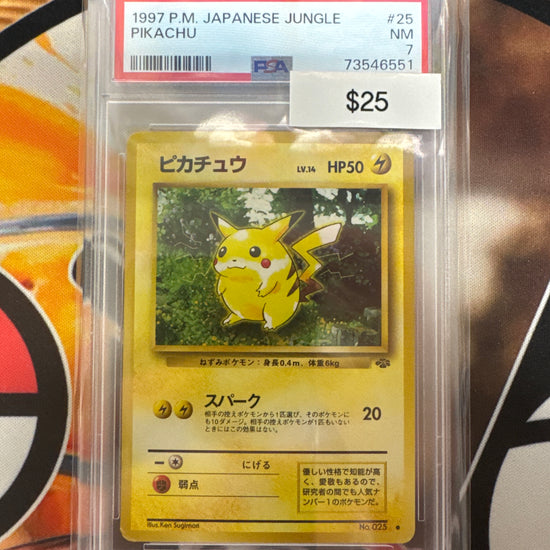 1997 P.M. JAPANESE JUNGLE #25
PIKACHU NM
7
PSA 73546551
$25
ピカチュウ LV.14 HP50
ねずみポケモン：身長0.4m、体重6kg
スパーク 20
相手の控えポケモンから1匹選び、そのポケモンに
も10ダメージ。相手の控えポケモンが1匹もいない
ときにはこの効果はない。
にげる
弱点
優しい性格で知能が高
く、愛敬もあるので、
研究者の間でも人気ナ
ンバー1のポケモンだ。
Illus.Ken Sugimori No.025